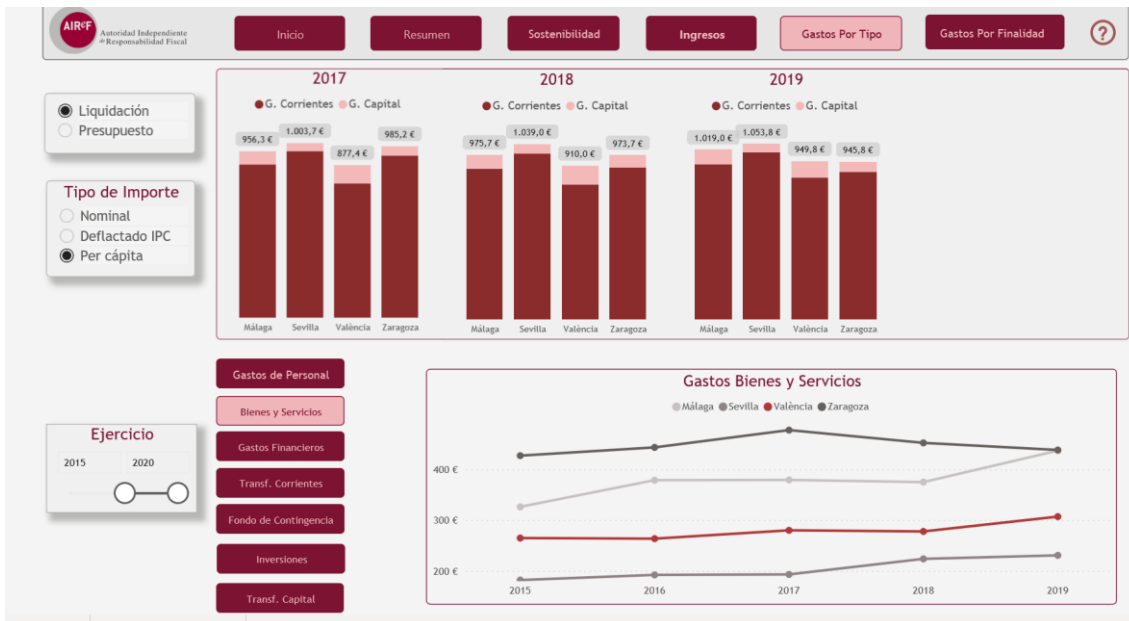 AIReF
Autoridad Independiente
de Responsabilidad Fiscal
Inicio
Resumen
Sostenibilidad
Ingresos
Gastos Por Tipo
Gastos Por Finalidad
?
Liquidación
Presupuesto
Tipo de Importe
Nominal
Deflactado IPC
Per cápita
2017
G. Corrientes G. Capital
956,3 €
1.003,7 €
877,4 €
985,2 €
Málaga Sevilla València Zaragoza
2018
G. Corrientes G. Capital
975,7 €
1.039,0 €
910,0 €
973,7 €
Málaga Sevilla València Zaragoza
2019
G. Corrientes G. Capital
1.019,0 €
1.053,8 €
949,8 €
945,8 €
Málaga Sevilla València Zaragoza
Ejercicio
2015 2020
Gastos de Personal
Bienes y Servicios
Gastos Financieros
Transf. Corrientes
Fondo de Contingencia
Inversiones
Transf. Capital
Gastos Bienes y Servicios
Málaga Sevilla València Zaragoza
400 €
300 €
200 €
2015 2016 2017 2018 2019